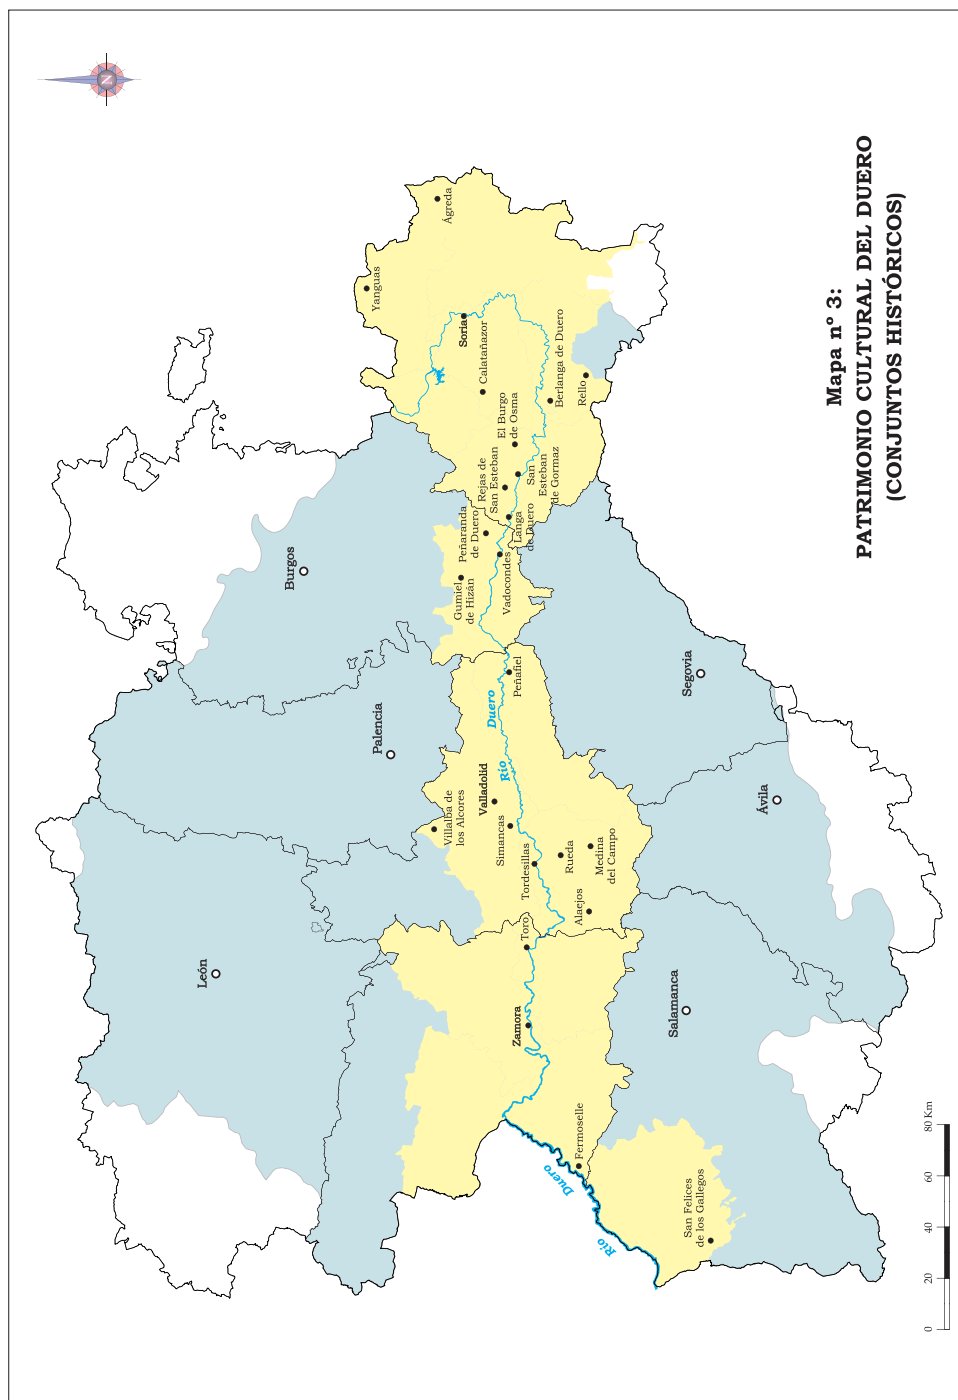 N
Mapa nº 3:
PATRIMONIO CULTURAL DEL DUERO
(CONJUNTOS HISTÓRICOS)
León
Burgos
Palencia
Yanguas
Ágreda
Soria
Calatañazor
El Burgo
de Osma
Rejas de
San Esteban
San
Esteban
de Gormaz
Berlanga de Duero
Rello
Langa
de Duero
Peñaranda
de Duero
Gumiel
de Hizán
Vadocondes
Peñafiel
Río Duero
Valladolid
Villalba de
los Alcores
Simancas
Tordesillas
Rueda
Medina
del Campo
Alaejos
Toro
Zamora
Fermoselle
Río Duero
San Felices
de los Gallegos
Salamanca
Ávila
Segovia
0 20 40 60 80 Km